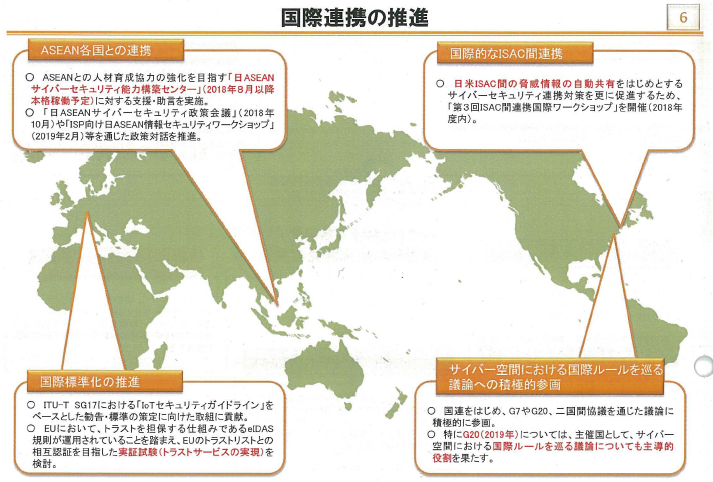 国際連携の推進
6
ASEAN各国との連携
○ ASEANとの人材育成協力の強化を目指す「日ASEAN
サイバーセキュリティ能力構築センター」（2018年8月以降
本格稼働予定）に対する支援・助言を実施。
○ 「日ASEANサイバーセキュリティ政策会議」（2018年
10月）や「ISP向け日ASEAN情報セキュリティワークショップ」
（2019年2月）等を通じた政策対話を推進。
国際的なISAC間連携
○ 日米ISAC間の脅威情報の自動共有をはじめとする
サイバーセキュリティ連携対策を更に促進するため、
「第3回ISAC間連携国際ワークショップ」を開催（2018年
度内）。
国際標準化の推進
○ ITU-T SG17における「IoTセキュリティガイドライン」を
ベースとした勧告・標準の策定に向けた取組に貢献。
○ EUにおいて、トラストを担保する仕組みであるeIDAS
規則が運用されていることを踏まえ、EUのトラストリストとの
相互認証を目指した実証試験（トラストサービスの実現）を
検討。
サイバー空間における国際ルールを巡る
議論への積極的参画
○ 国連をはじめ、G7やG20、二国間協議を通じた議論に
積極的に参画。
○ 特にG20（2019年）については、主催国として、サイバー
空間における国際ルールを巡る議論についても主導的
役割を果たす。